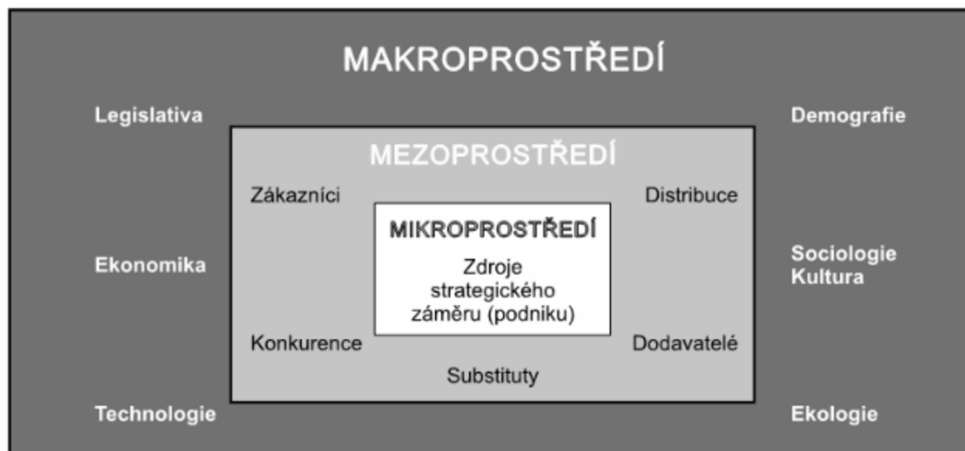 MAKROPROSTŘEDÍ
Legislativa
Demografie
MEZOPROSTŘEDÍ
Zákazníci
Distribuce
MIKROPROSTŘEDÍ
Zdroje
strategického
záměru (podniku)
Ekonomika
Sociologie
Kultura
Konkurence
Dodavatelé
Substituty
Technologie
Ekologie